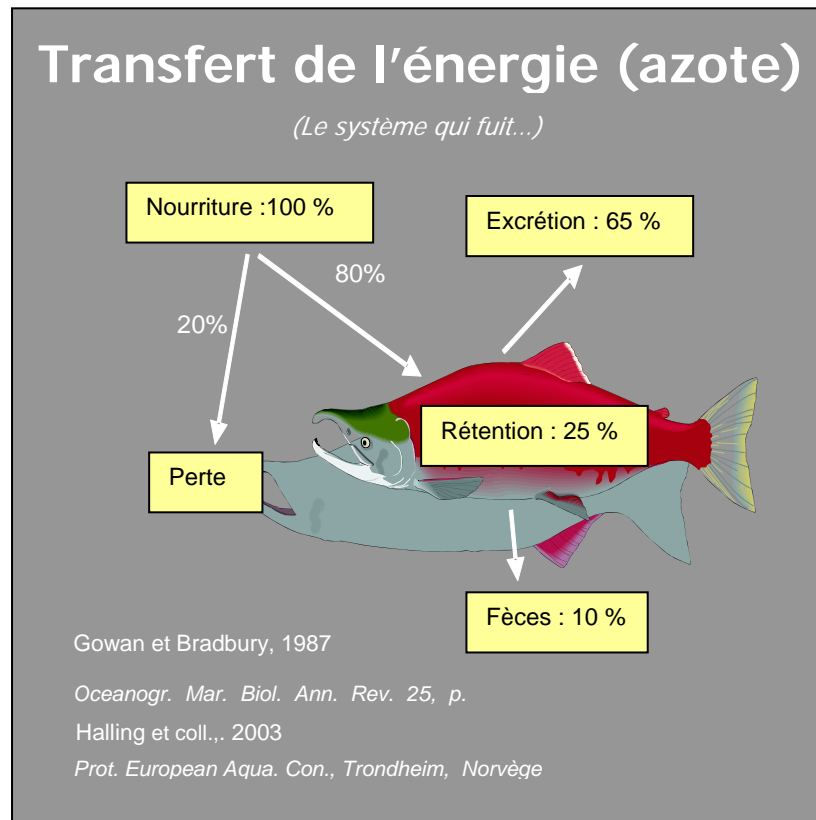 Transfert de l'énergie (azote)
(Le système qui fuit...)
Nourriture :100 %
Excrétion : 65 %
80%
20%
Rétention : 25 %
Perte
Fèces : 10 %
Gowan et Bradbury, 1987
Oceanogr. Mar. Biol. Ann. Rev. 25, p.
Halling et coll.,. 2003
Prot. European Aqua. Con., Trondheim, Norvège